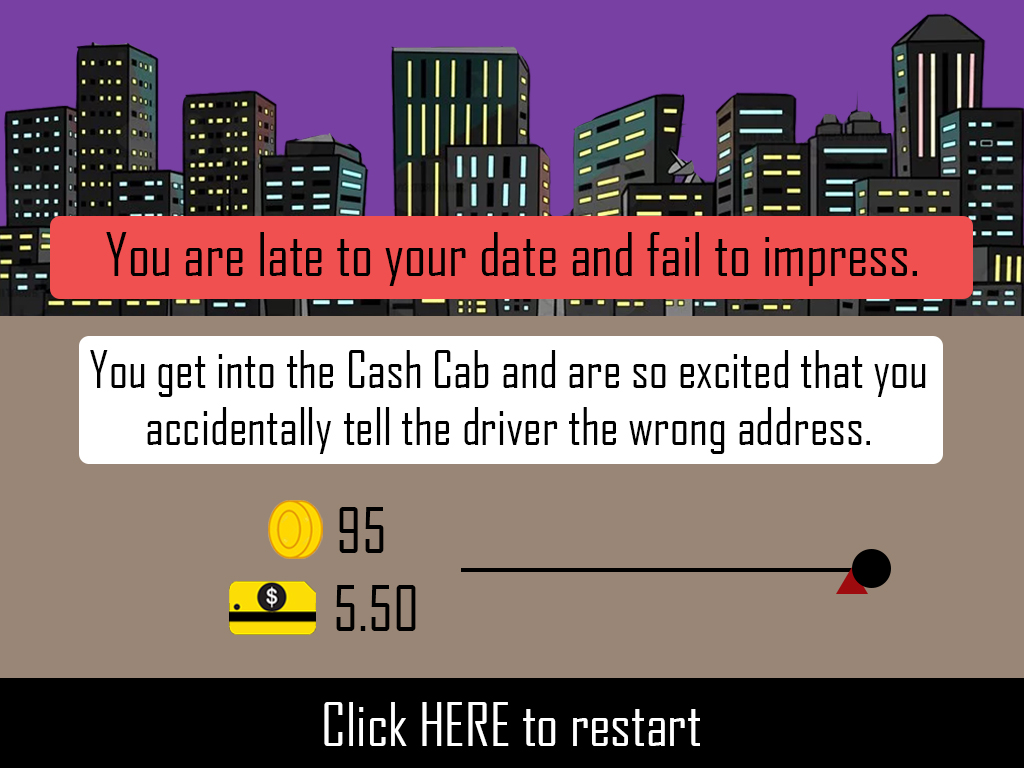 You are late to your date and fail to impress.
You get into the Cash Cab and are so excited that you
accidentally tell the driver the wrong address.
95
$
5.50
Click HERE to restart